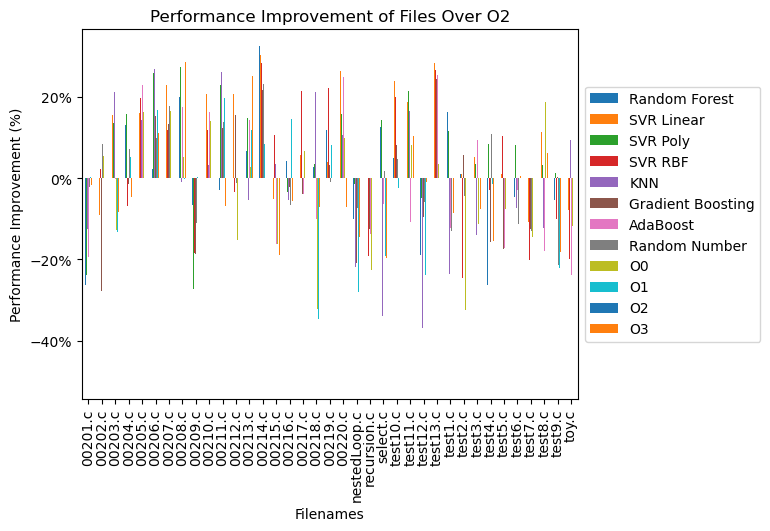 Performance Improvement of Files Over O2
Performance Improvement (%)
20%
0%
−20%
−40%
00201.c
00202.c
00203.c
00204.c
00205.c
00206.c
00207.c
00208.c
00209.c
00210.c
00211.c
00212.c
00213.c
00214.c
00215.c
00216.c
00217.c
00218.c
00219.c
00220.c
nestedLoop.c
recursion.c
select.c
test10.c
test11.c
test12.c
test13.c
test1.c
test2.c
test3.c
test4.c
test5.c
test6.c
test7.c
test8.c
test9.c
toy.c
Filenames
Random Forest
SVR Linear
SVR Poly
SVR RBF
KNN
Gradient Boosting
AdaBoost
Random Number
O0
O1
O2
O3